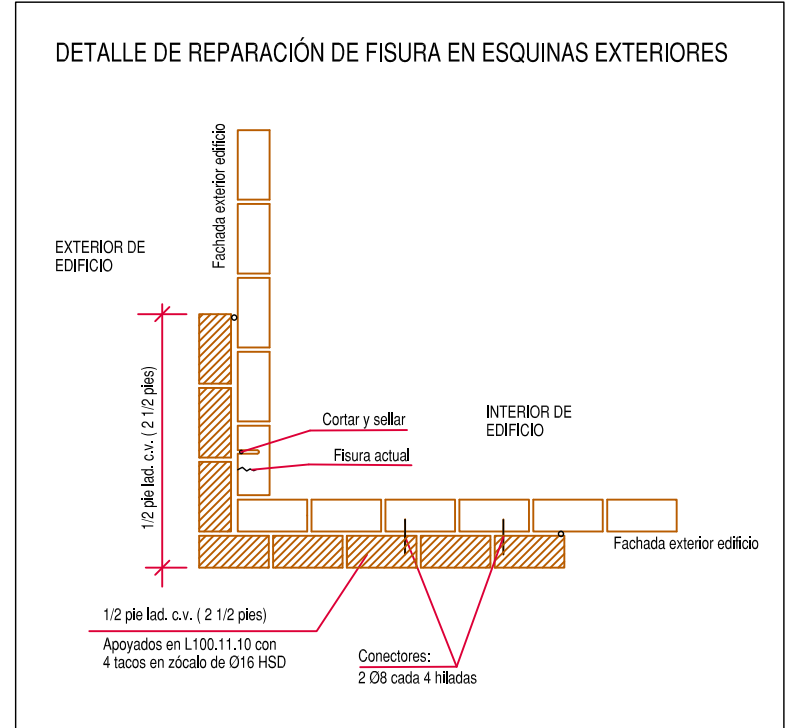 DETALLE DE REPARACIÓN DE FISURA EN ESQUINAS EXTERIORES
Fachada exterior edificio
EXTERIOR DE
EDIFICIO
1/2 pie lad. c.v. ( 2 1/2 pies)
Cortar y sellar
Fisura actual
INTERIOR DE
EDIFICIO
Fachada exterior edificio
1/2 pie lad. c.v. ( 2 1/2 pies)
Apoyados en L100.11.10 con
4 tacos en zócalo de Ø16 HSD
Conectores:
2 Ø8 cada 4 hiladas